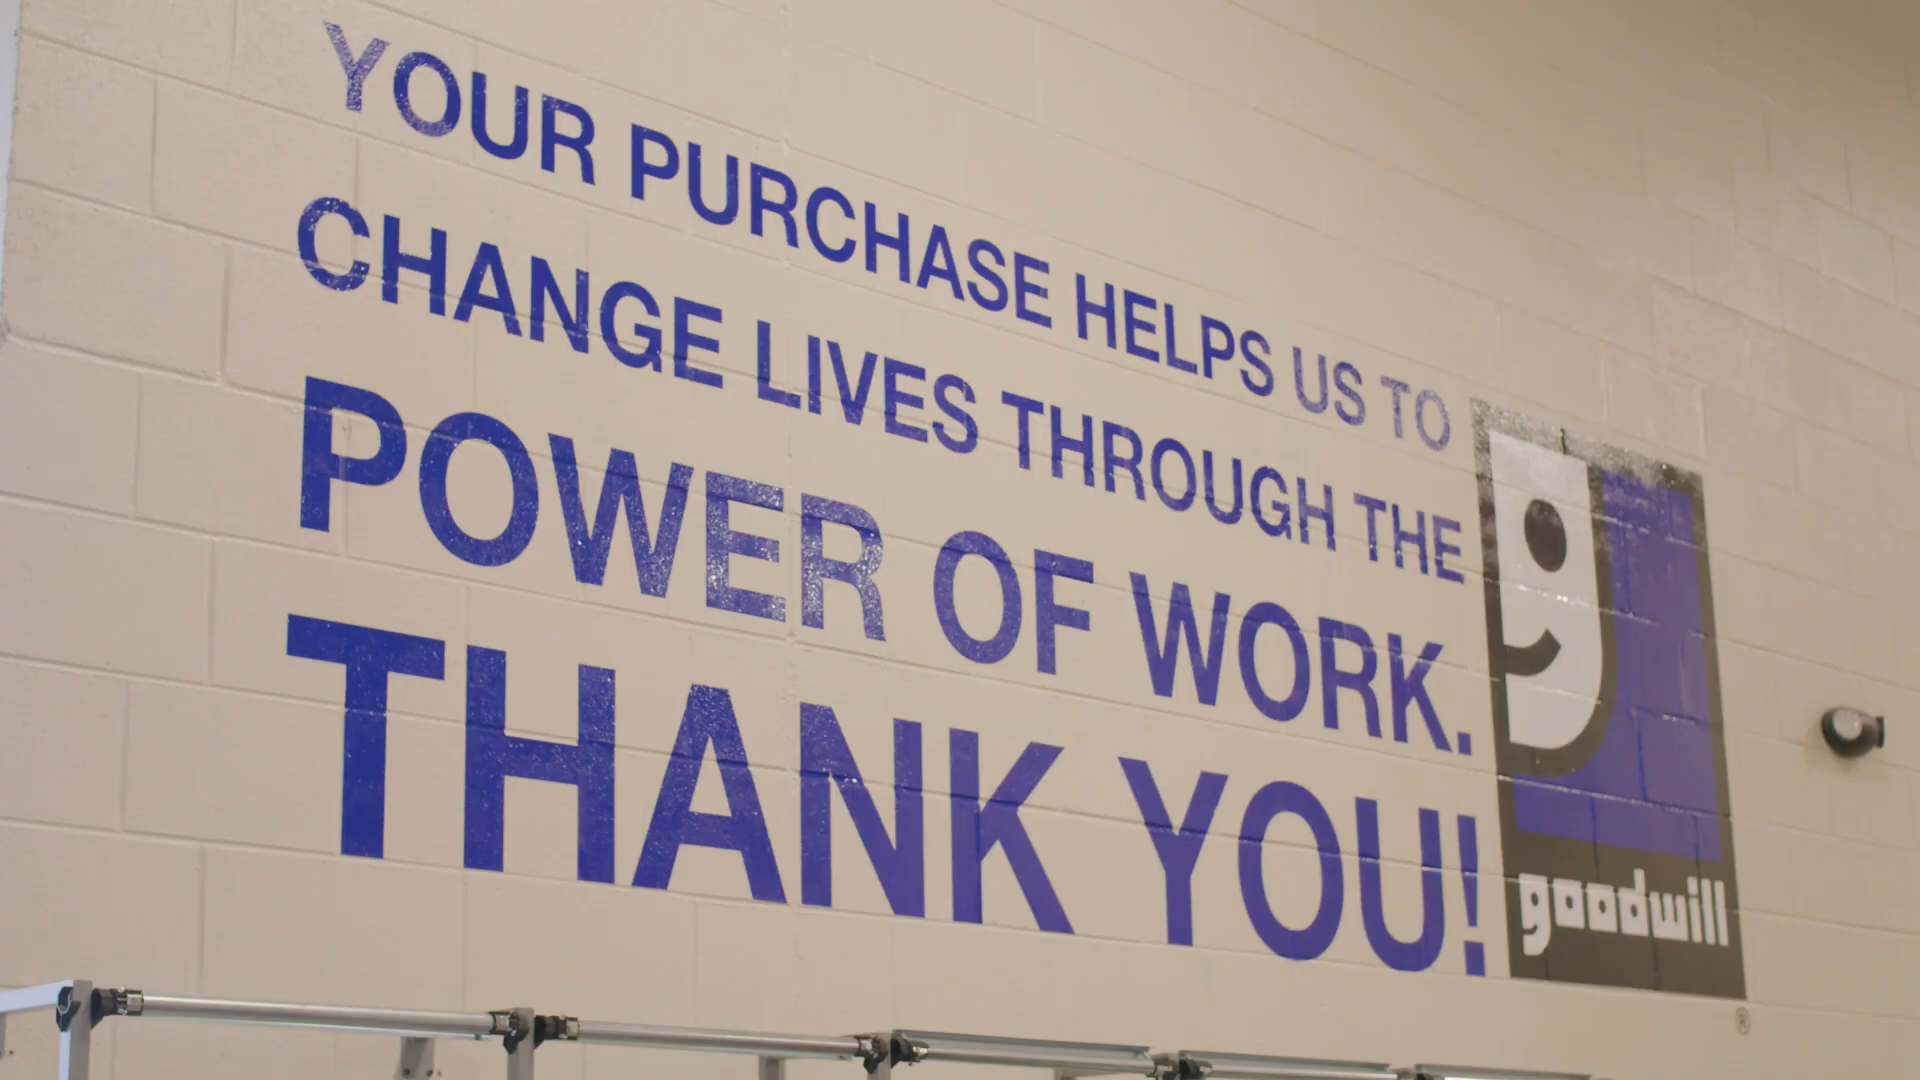 YOUR PURCHASE HELPS US TO
CHANGE LIVES THROUGH THE
POWER OF WORK.
THANK YOU!
g
goodwill
®